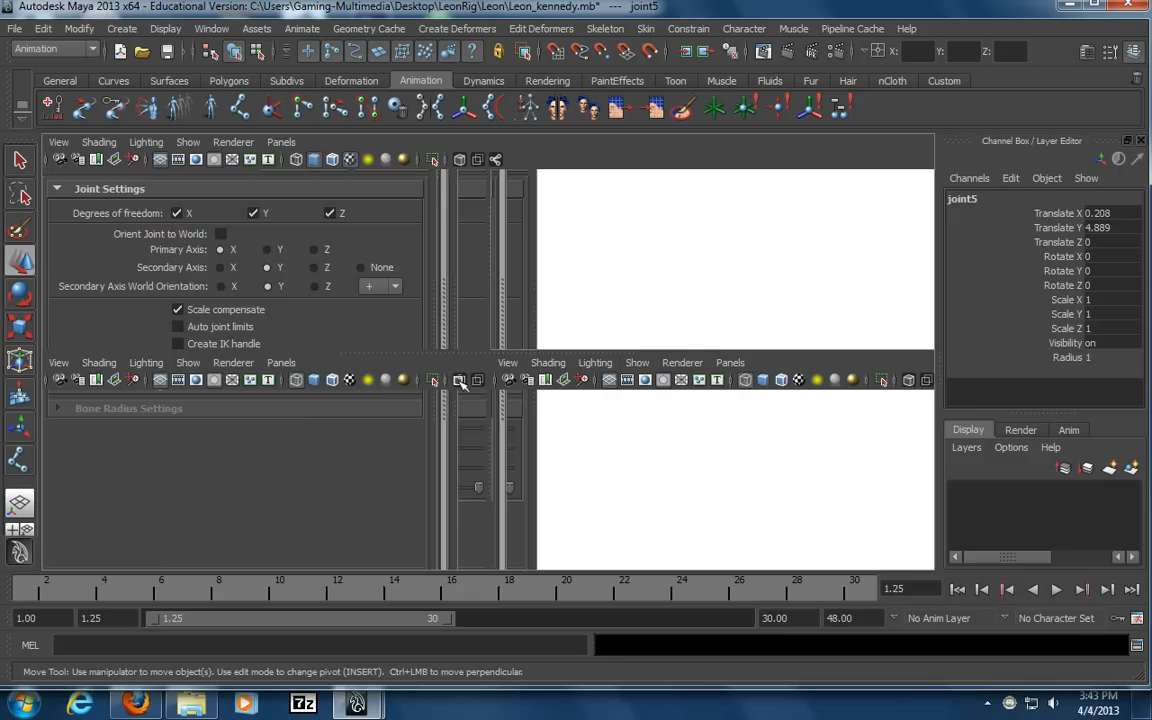 Autodesk Maya 2013 x64 - Educational Version: C:\Users\Gaming-Multimedia\Desktop\LeonRig\Leon\Leon_kennedy.mb* --- joint5
File Edit Modify Create Display Window Assets Animate Geometry Cache Create Deformers Edit Deformers Skeleton Skin Constrain Character Muscle Pipeline Cache Help
Animation X: Y: Z:
General Curves Surfaces Polygons Subdivs Deformation Animation Dynamics Rendering PaintEffects Toon Muscle Fluids Fur Hair nCloth Custom
View Shading Lighting Show Renderer Panels
Channel Box / Layer Editor
Channels Edit Object Show
Joint Settings
joint5
Degrees of freedom: X Y Z
Translate X 0.208
Translate Y 4.889
Orient Joint to World:
Translate Z 0
Primary Axis: X Y Z
Rotate X 0
Secondary Axis: X Y Z None
Rotate Y 0
Secondary Axis World Orientation: X Y Z +
Rotate Z 0
Scale X 1
Scale compensate
Scale Y 1
Auto joint limits
Scale Z 1
Create IK handle
Visibility on
Radius 1
View Shading Lighting Show Renderer Panels View Shading Lighting Show Renderer Panels
Bone Radius Settings
Display Render Anim
Layers Options Help
2 4 6 8 10 12 14 16 18 20 22 24 26 28 30
1.25
1.00 1.25 1.25 30 30.00 48.00 No Anim Layer No Character Set
MEL
Move Tool: Use manipulator to move object(s). Use edit mode to change pivot (INSERT). Ctrl+LMB to move perpendicular.
7z
3:43 PM
4/4/2013